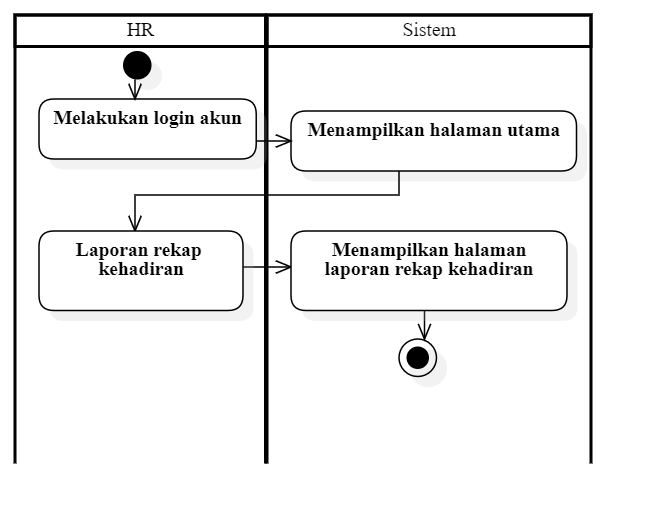 HR
Sistem
Melakukan login akun
Menampilkan halaman utama
Laporan rekap
kehadiran
Menampilkan halaman
laporan rekap kehadiran